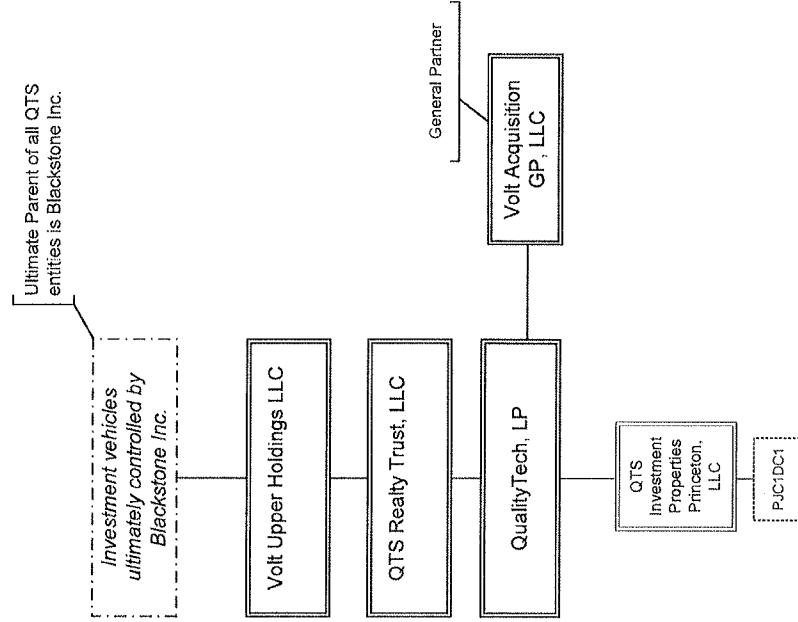 Ultimate Parent of all QTS
entities is Blackstone Inc.
Investment vehicles
ultimately controlled by
Blackstone Inc.
Volt Upper Holdings LLC
QTS Realty Trust, LLC
QualityTech, LP
General Partner
Volt Acquisition
GP, LLC
QTS
Investment
Properties
Princeton,
LLC
PJC1DC1